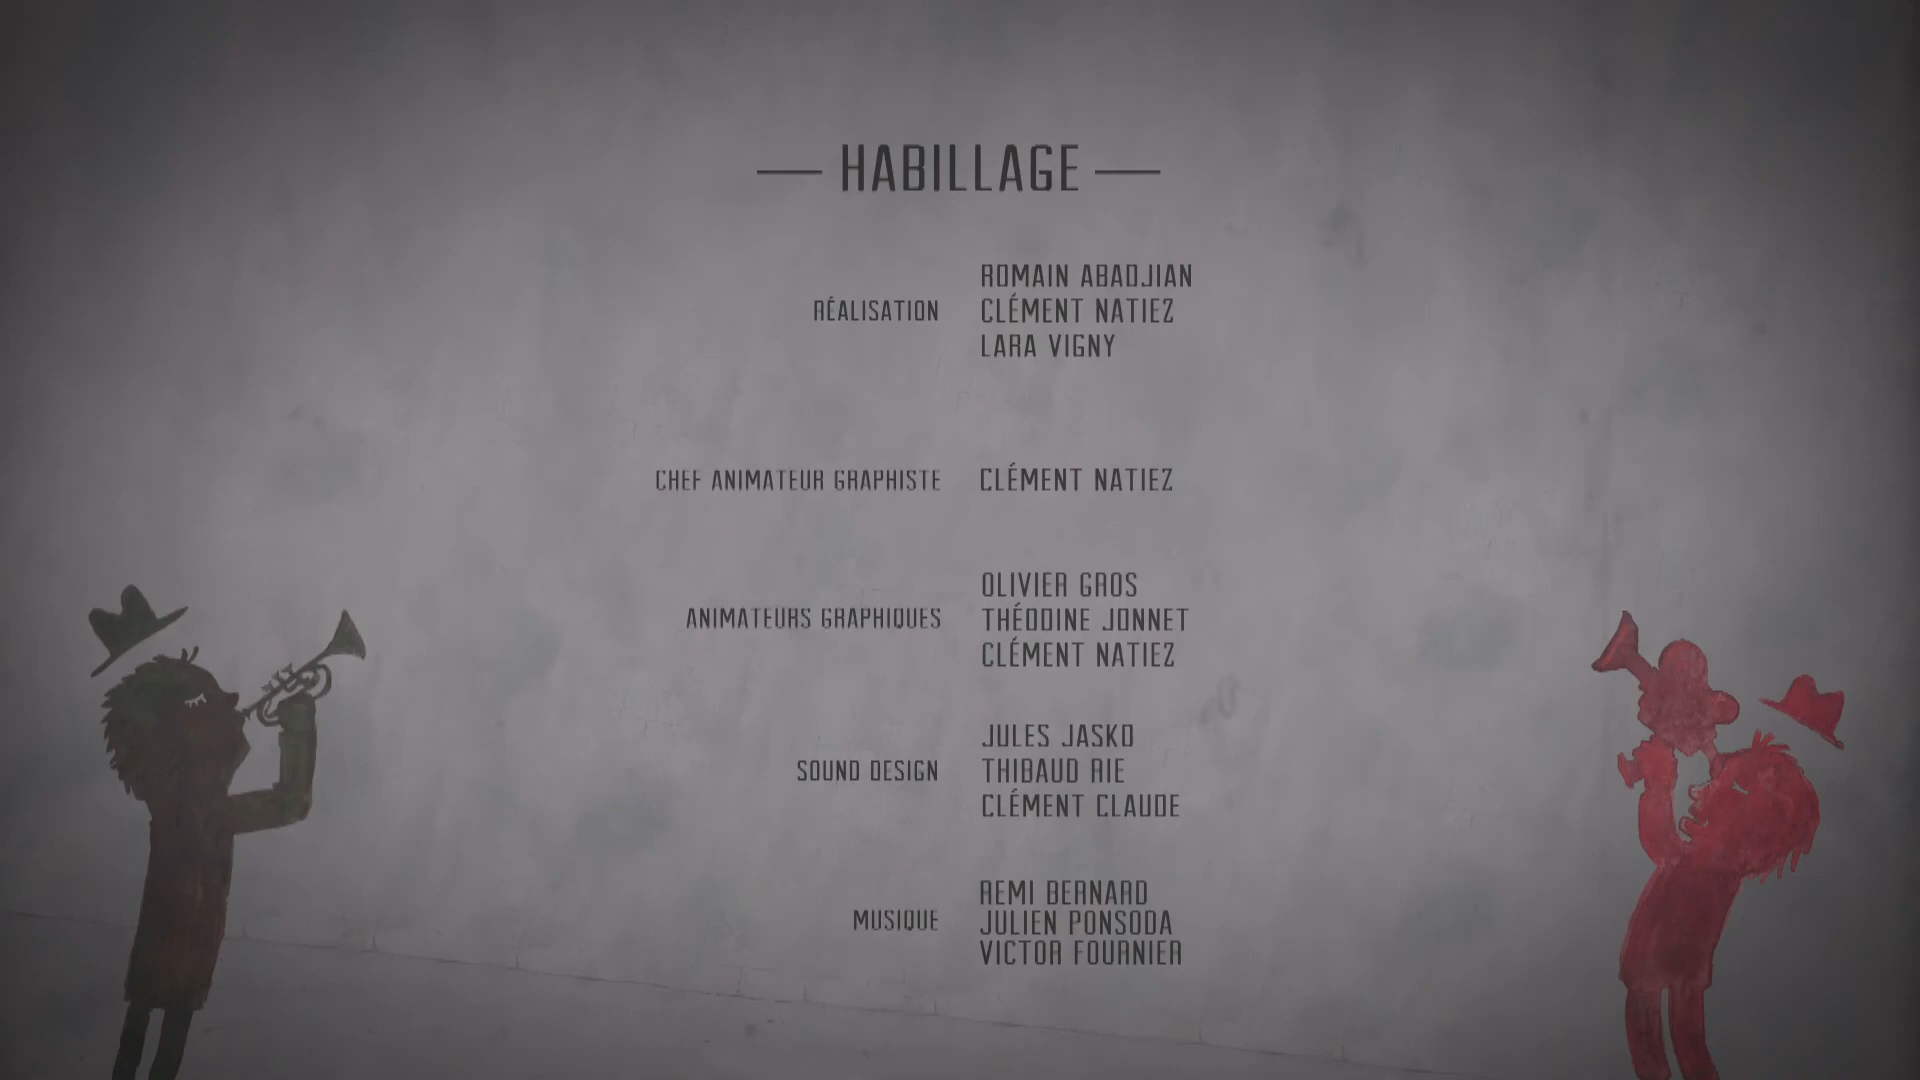 — HABILLAGE —
RÉALISATION
ROMAIN ABADJIAN
CLÉMENT NATIEZ
LARA VIGNY
CHEF ANIMATEUR GRAPHISTE
CLÉMENT NATIEZ
ANIMATEURS GRAPHIQUES
OLIVIER GROS
THÉODINE JONNET
CLÉMENT NATIEZ
SOUND DESIGN
JULES JASKO
THIBAUD RIE
CLÉMENT CLAUDE
MUSIQUE
REMI BERNARD
JULIEN PONSODA
VICTOR FOURNIER